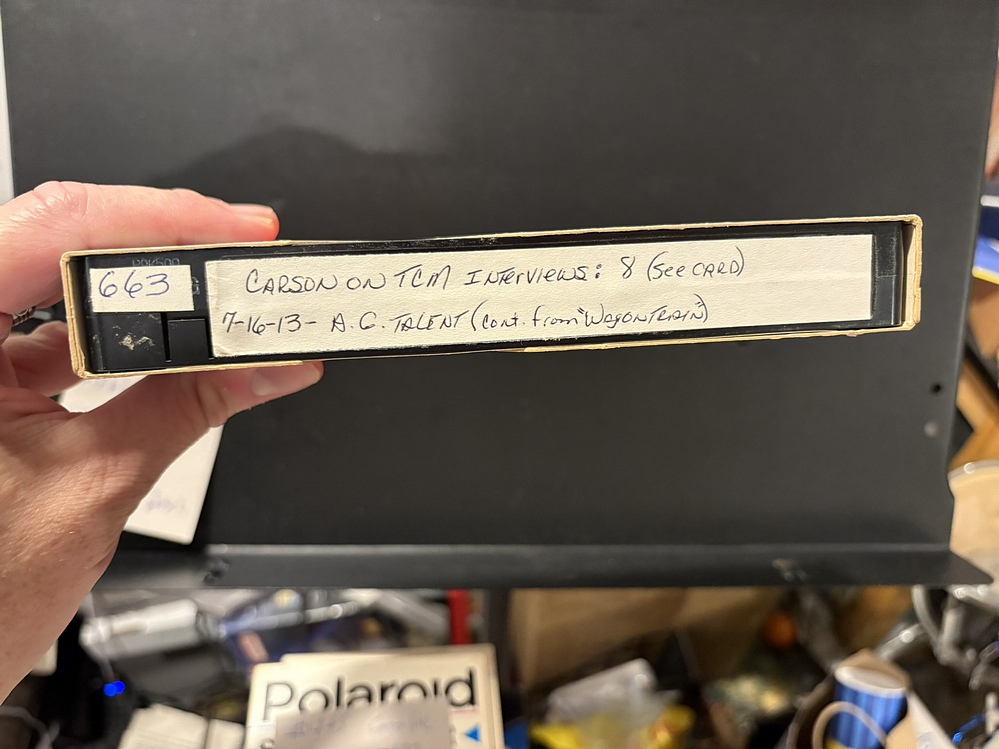 663
CARSON ON TCM INTERVIEWS: 8 (SEE CARD)
7-16-13- A.G. TALENT (cont. from "WAGONTRAIN")
Polaroid